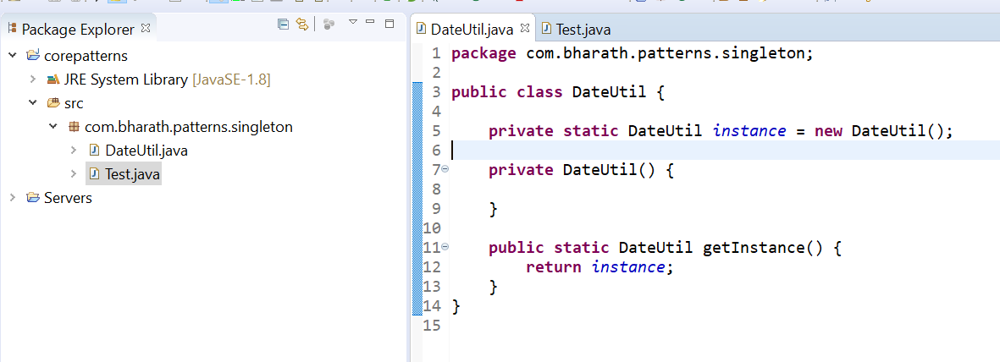 Package Explorer
corepatterns
JRE System Library [JavaSE-1.8]
src
com.bharath.patterns.singleton
DateUtil.java
Test.java
Servers
DateUtil.java
Test.java
1 package com.bharath.patterns.singleton;
2
3 public class DateUtil {
4
5     private static DateUtil instance = new DateUtil();
6
7     private DateUtil() {
8
9     }
10
11     public static DateUtil getInstance() {
12         return instance;
13     }
14 }
15